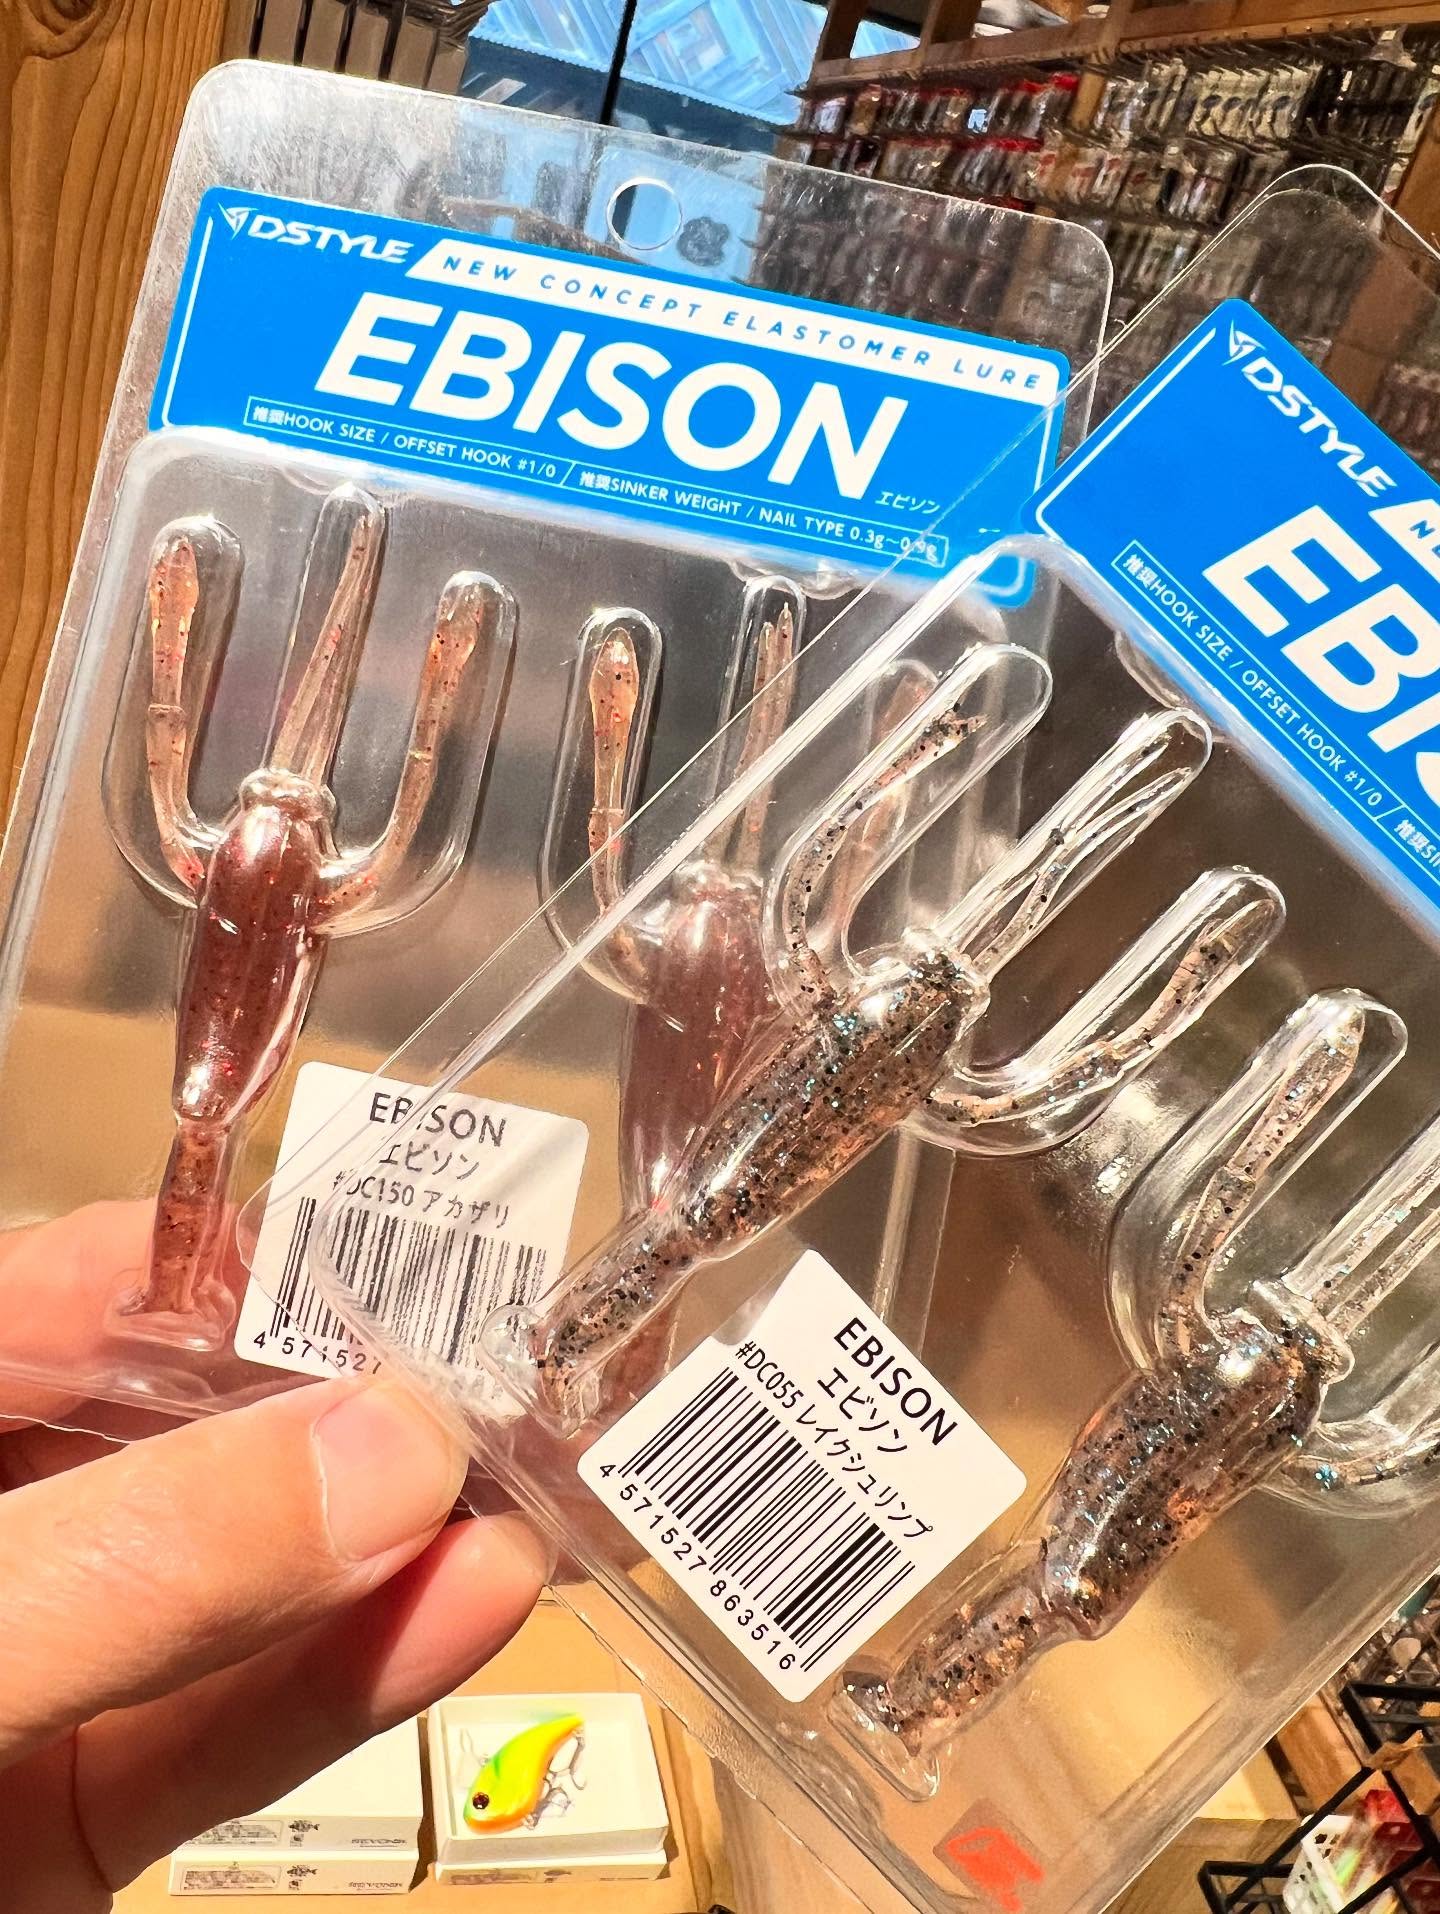 DSTYLE
NEW CONCEPT ELASTOMER LURE
EBISON
エビソン
推奨HOOK SIZE / OFFSET HOOK #1/0 / 推奨SINKER WEIGHT / NAIL TYPE 0.3g~0.9g
EBISON
エビソン
#DC150 アカザリ
4 571527
DSTYLE
推奨HOOK SIZE / OFFSET HOOK #1/0
EBISON
エビソン
#DC055 レイクシュリンプ
4 571527 863516